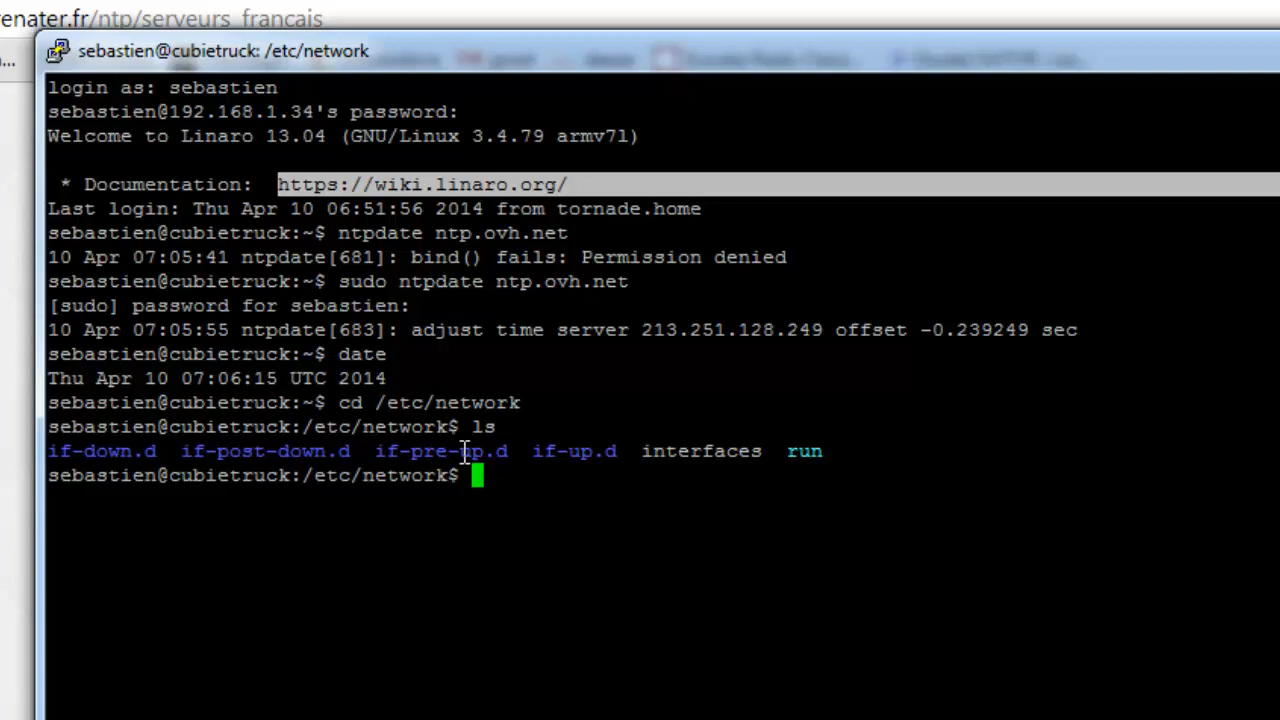 enater.fr/ntp/serveurs_francais
sebastien@cubietruck: /etc/network
login as: sebastien
sebastien@192.168.1.34's password:
Welcome to Linaro 13.04 (GNU/Linux 3.4.79 armv7l)
* Documentation:  https://wiki.linaro.org/
Last login: Thu Apr 10 06:51:56 2014 from tornade.home
sebastien@cubietruck:~$ ntpdate ntp.ovh.net
10 Apr 07:05:41 ntpdate[681]: bind() fails: Permission denied
sebastien@cubietruck:~$ sudo ntpdate ntp.ovh.net
[sudo] password for sebastien:
10 Apr 07:05:55 ntpdate[683]: adjust time server 213.251.128.249 offset -0.239249 sec
sebastien@cubietruck:~$ date
Thu Apr 10 07:06:15 UTC 2014
sebastien@cubietruck:~$ cd /etc/network
sebastien@cubietruck:/etc/network$ ls
if-down.d  if-post-down.d  if-pre-up.d  if-up.d  interfaces  run
sebastien@cubietruck:/etc/network$